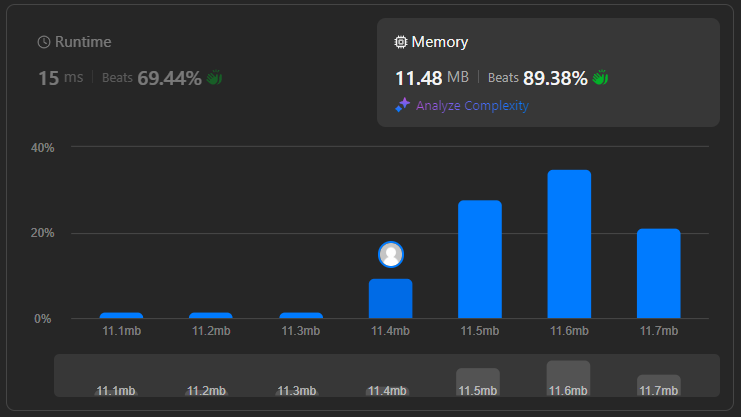 Runtime
Memory
15 ms | Beats 69.44%
11.48 MB | Beats 89.38%
Analyze Complexity
40%
20%
0%
11.1mb 11.2mb 11.3mb 11.4mb 11.5mb 11.6mb 11.7mb
11.1mb 11.2mb 11.3mb 11.4mb 11.5mb 11.6mb 11.7mb